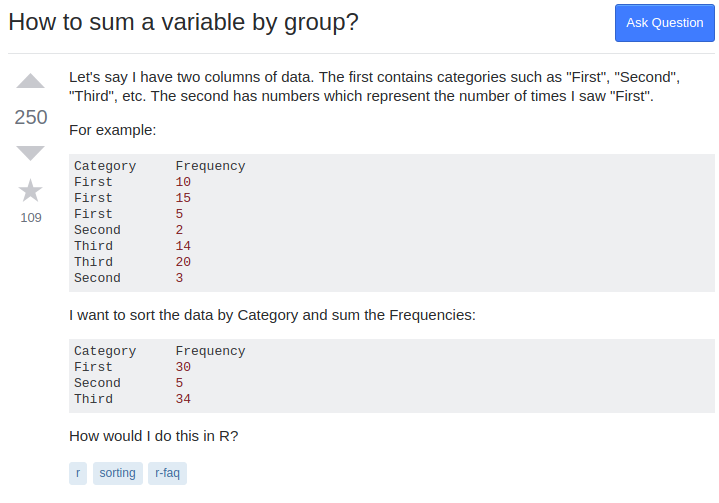 How to sum a variable by group?
Ask Question
Let's say I have two columns of data. The first contains categories such as "First", "Second",
"Third", etc. The second has numbers which represent the number of times I saw "First".
250
For example:
109
Category Frequency
First 10
First 15
First 5
Second 2
Third 14
Third 20
Second 3
I want to sort the data by Category and sum the Frequencies:
Category Frequency
First 30
Second 5
Third 34
How would I do this in R?
r sorting r-faq